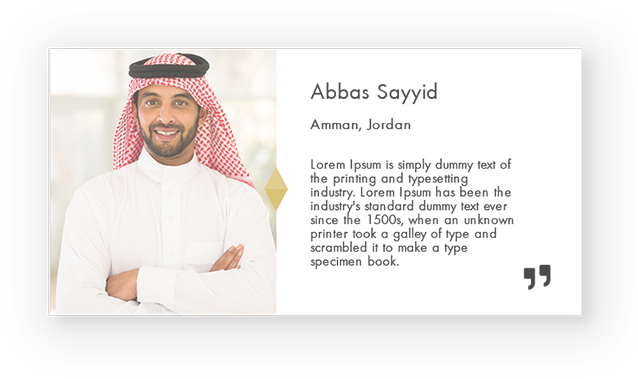 Abbas Sayyid
Amman, Jordan
Lorem Ipsum is simply dummy text of
the printing and typesetting
industry. Lorem Ipsum has been the
industry's standard dummy text ever
since the 1500s, when an unknown
printer took a galley of type and
scrambled it to make a type
specimen book.
"